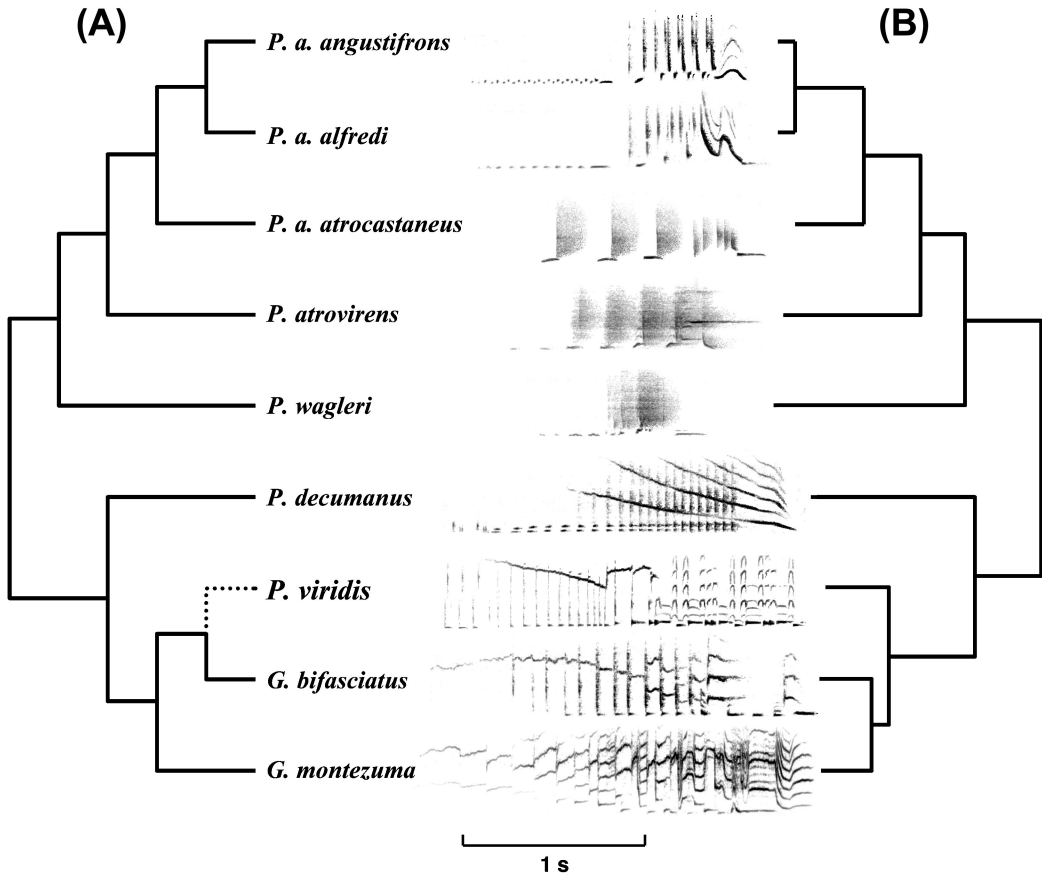 (A) (B)
P. a. angustifrons
P. a. alfredi
P. a. atrocastaneus
P. atrovirens
P. wagleri
P. decumanus
P. viridis
G. bifasciatus
G. montezuma
1 s